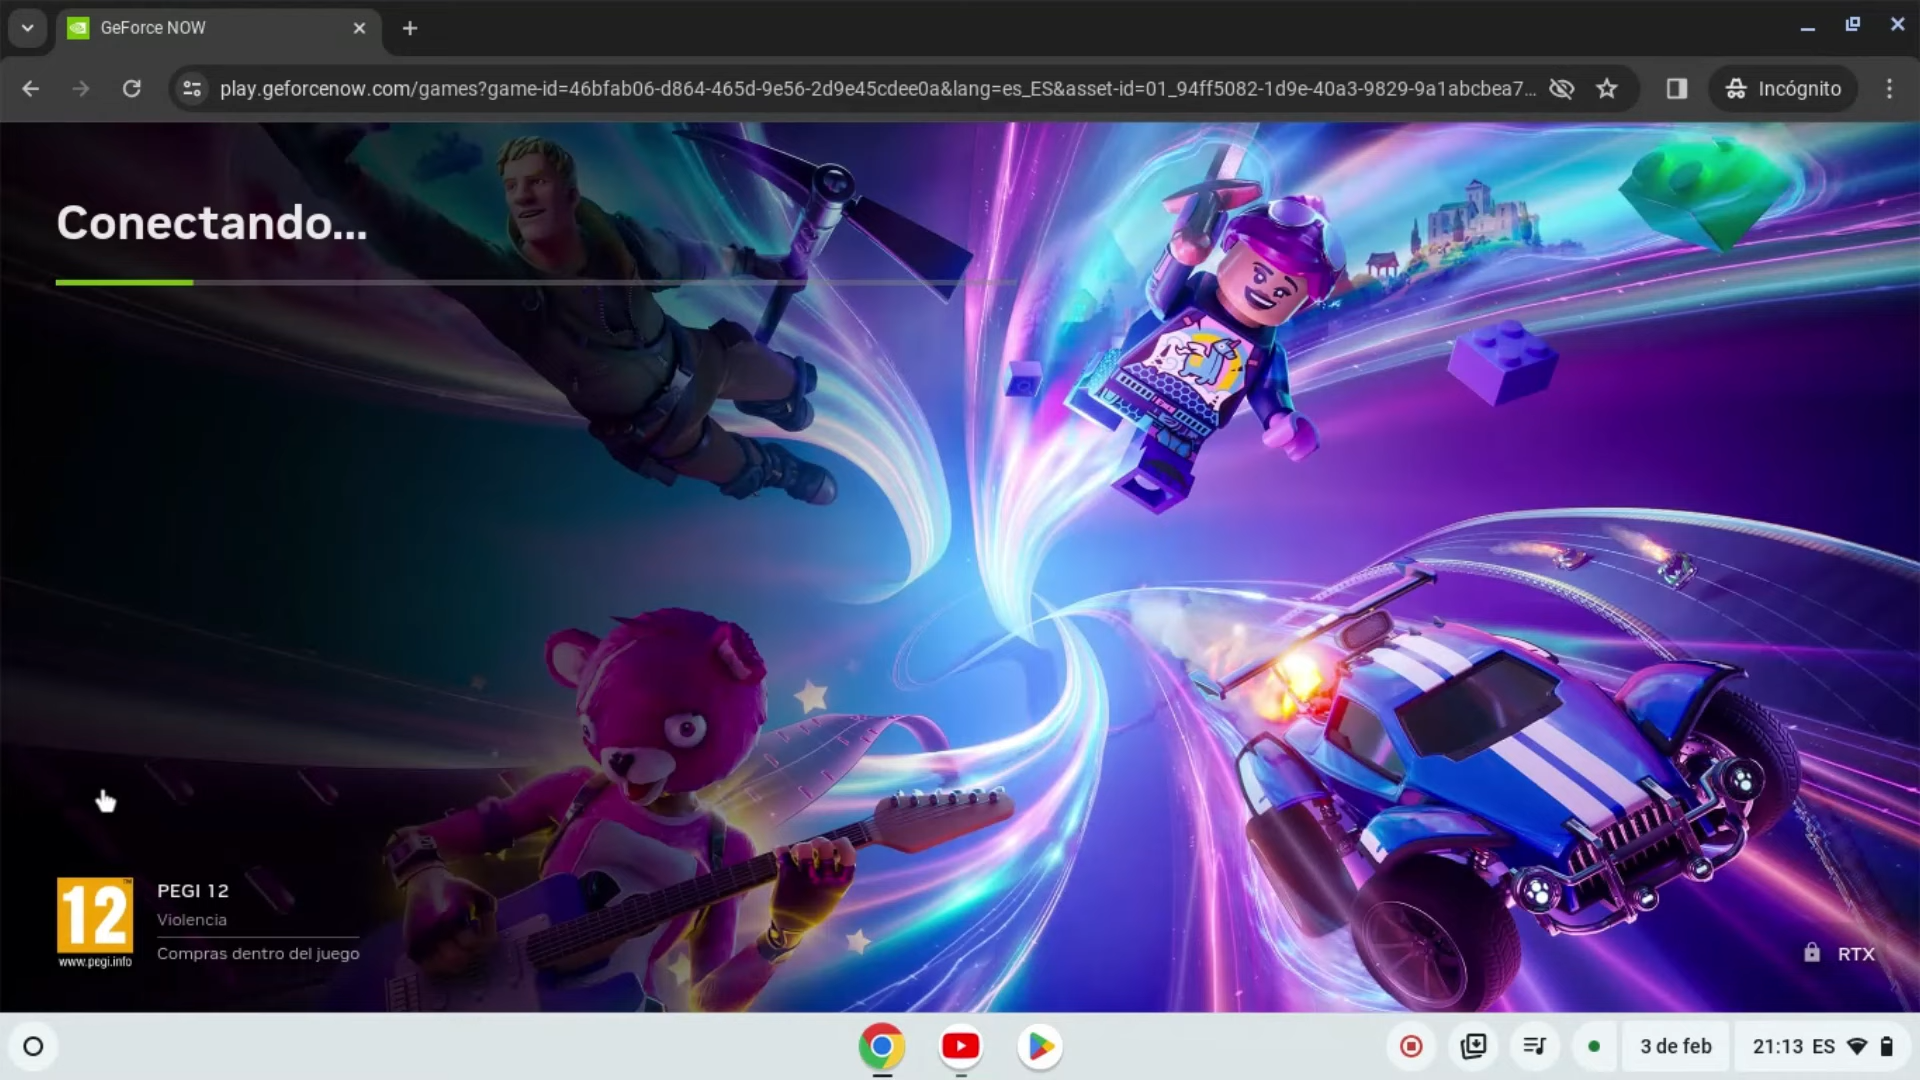 GeForce NOW
play.geforcenow.com/games?game-id=46bfab06-d864-465d-9e56-2d9e45cdee0a&lang=es_ES&asset-id=01_94ff5082-1d9e-40a3-9829-9a1abcbea7...
Incógnito
Conectando...
12
www.pegi.info
PEGI 12
Violencia
Compras dentro del juego
RTX
3 de feb
21:13 ES